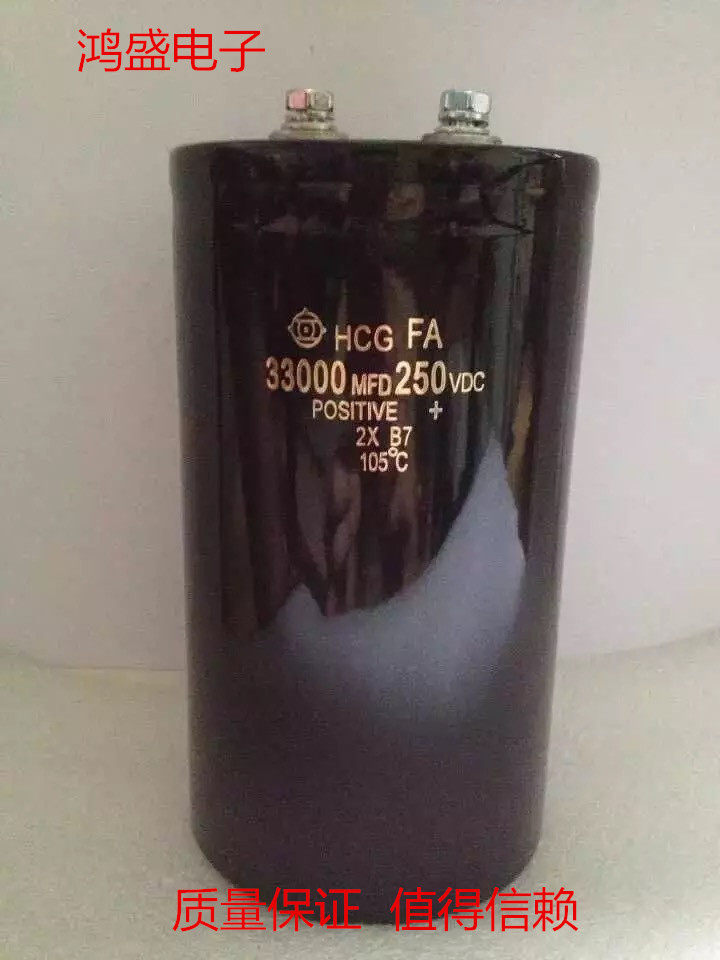 鸿盛电子
HCG FA
33000 MFD 250 VDC
POSITIVE +
2X B7
105°C
质量保证 值得信赖